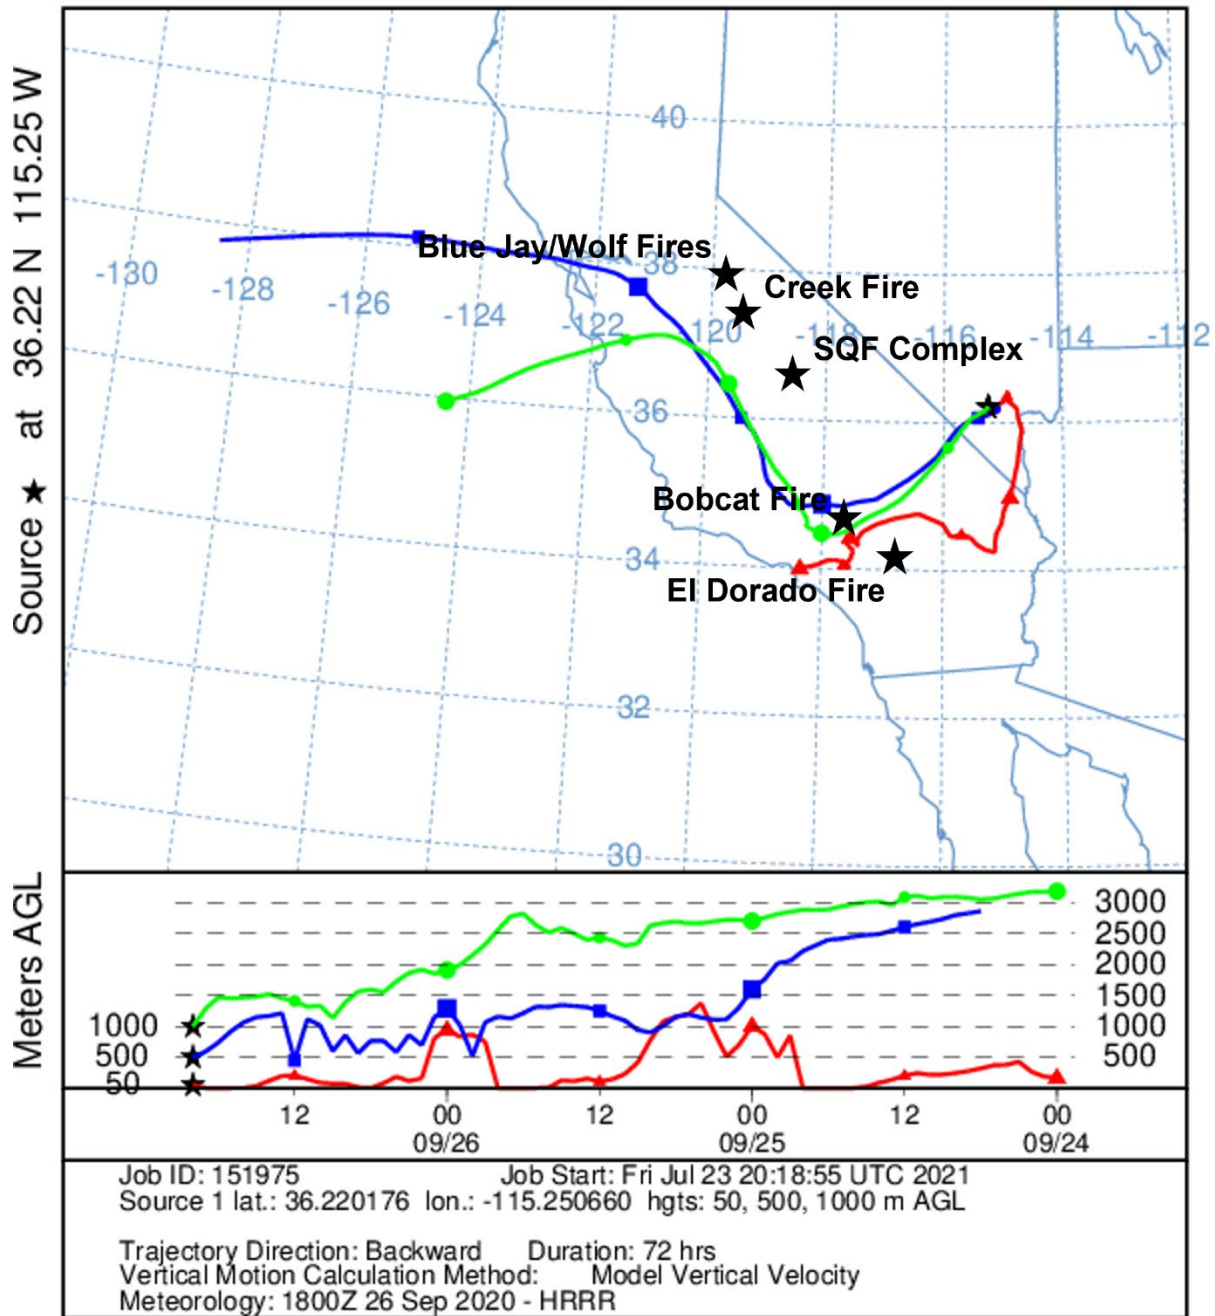 Source ★ at 36.22 N 115.25 W
40
Blue Jay/Wolf Fires
38
-130
-128
-126
-124
-122
120
-118
-116
-114
-112
Creek Fire
SQF Complex
36
Bobcat Fire
34
El Dorado Fire
32
30
Meters AGL
3000
2500
2000
1500
1000
1000
500
500
50
12
00
12
00
12
00
09/26
09/25
09/24
Job ID: 151975 Job Start: Fri Jul 23 20:18:55 UTC 2021
Source 1 lat.: 36.220176 lon.: -115.250660 hgts: 50, 500, 1000 m AGL
Trajectory Direction: Backward Duration: 72 hrs
Vertical Motion Calculation Method: Model Vertical Velocity
Meteorology: 1800Z 26 Sep 2020 - HRRR